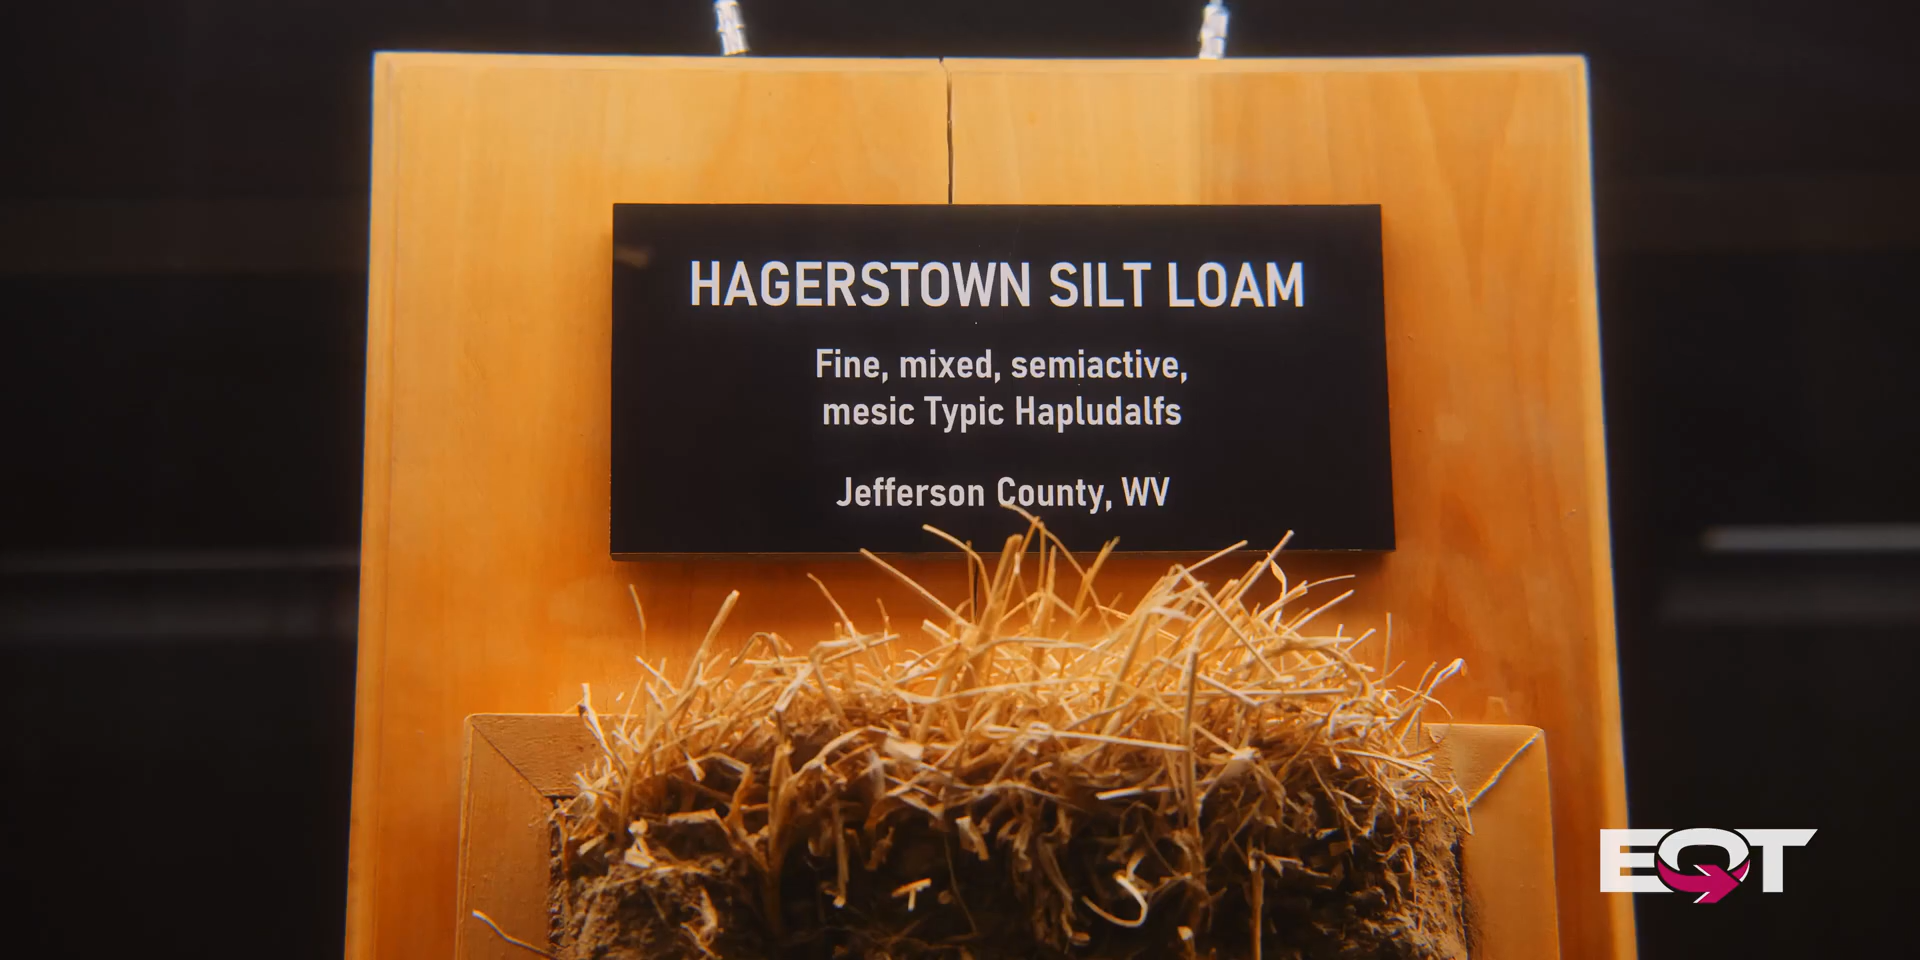 HAGERSTOWN SILT LOAM
Fine, mixed, semiactive,
mesic Typic Hapludalfs
Jefferson County, WV
EQT